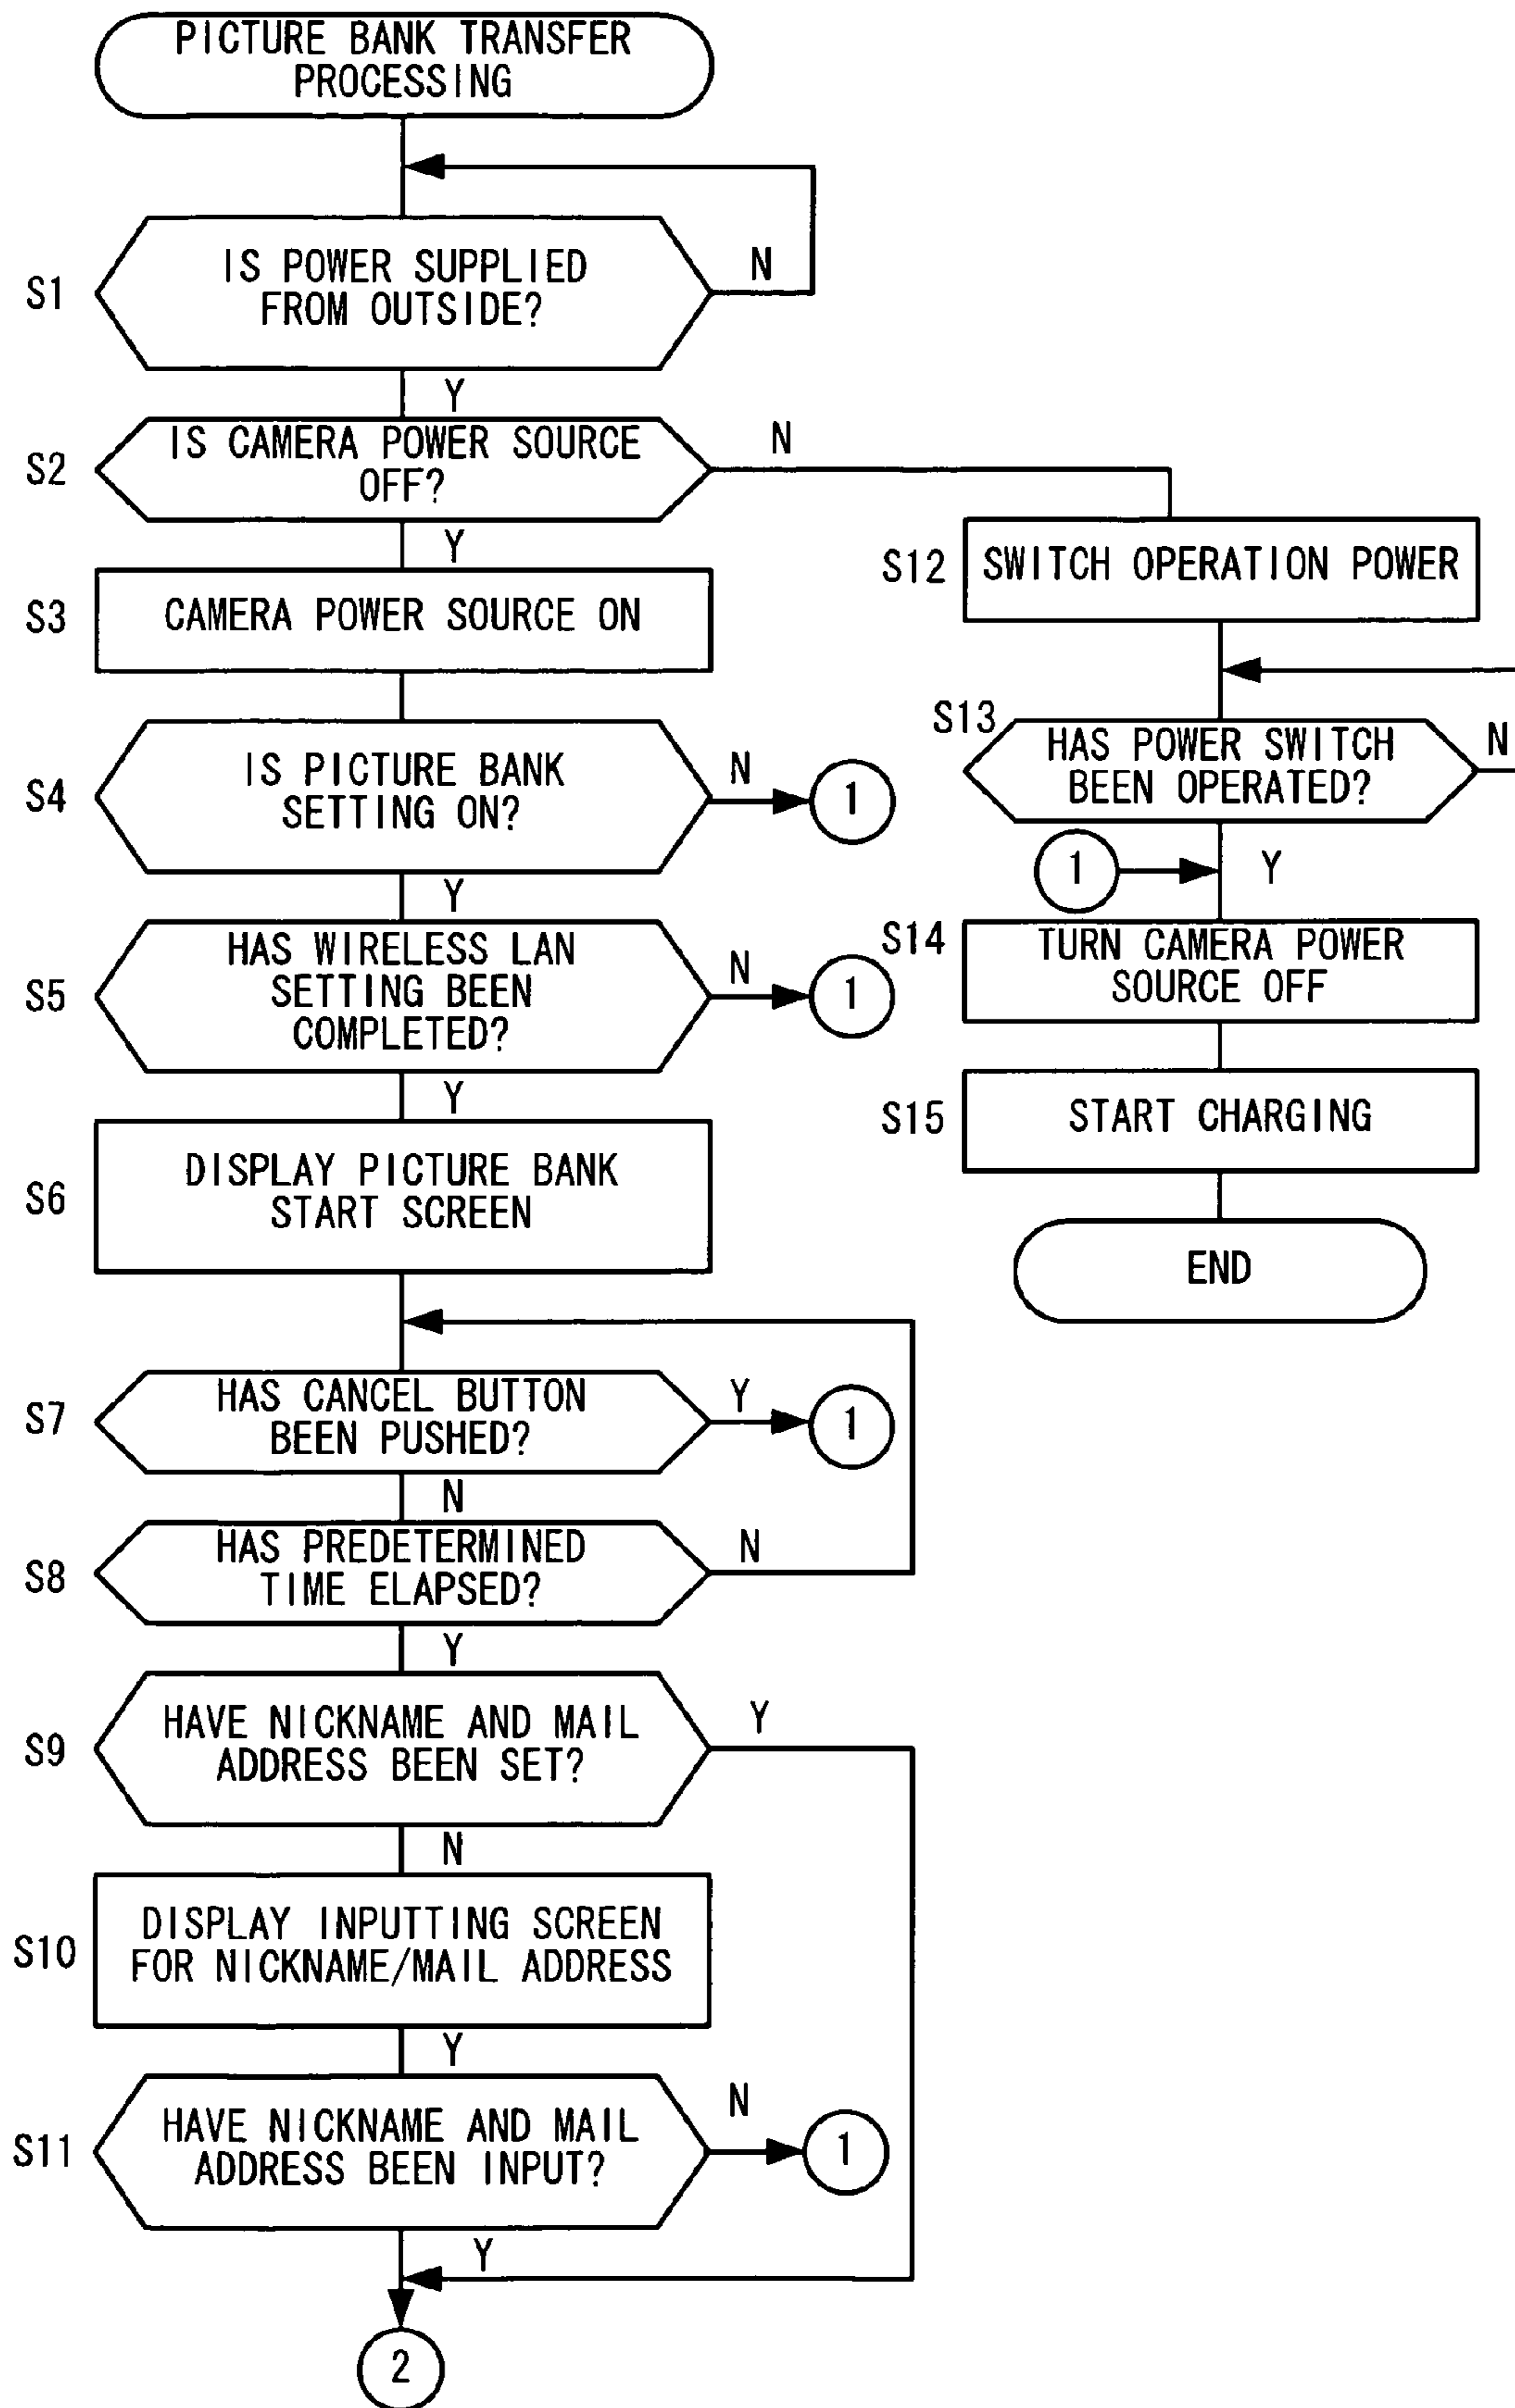 PICTURE BANK TRANSFER
PROCESSING
S1
IS POWER SUPPLIED
FROM OUTSIDE?
N
Y
S2
IS CAMERA POWER SOURCE
OFF?
N
Y
S3
CAMERA POWER SOURCE ON
S4
IS PICTURE BANK
SETTING ON?
N
1
Y
S5
HAS WIRELESS LAN
SETTING BEEN
COMPLETED?
N
1
Y
S6
DISPLAY PICTURE BANK
START SCREEN
S7
HAS CANCEL BUTTON
BEEN PUSHED?
Y
1
N
S8
HAS PREDETERMINED
TIME ELAPSED?
N
Y
S9
HAVE NICKNAME AND MAIL
ADDRESS BEEN SET?
Y
N
S10
DISPLAY INPUTTING SCREEN
FOR NICKNAME/MAIL ADDRESS
Y
S11
HAVE NICKNAME AND MAIL
ADDRESS BEEN INPUT?
N
1
Y
2
S12
SWITCH OPERATION POWER
S13
HAS POWER SWITCH
BEEN OPERATED?
N
1
Y
S14
TURN CAMERA POWER
SOURCE OFF
S15
START CHARGING
END